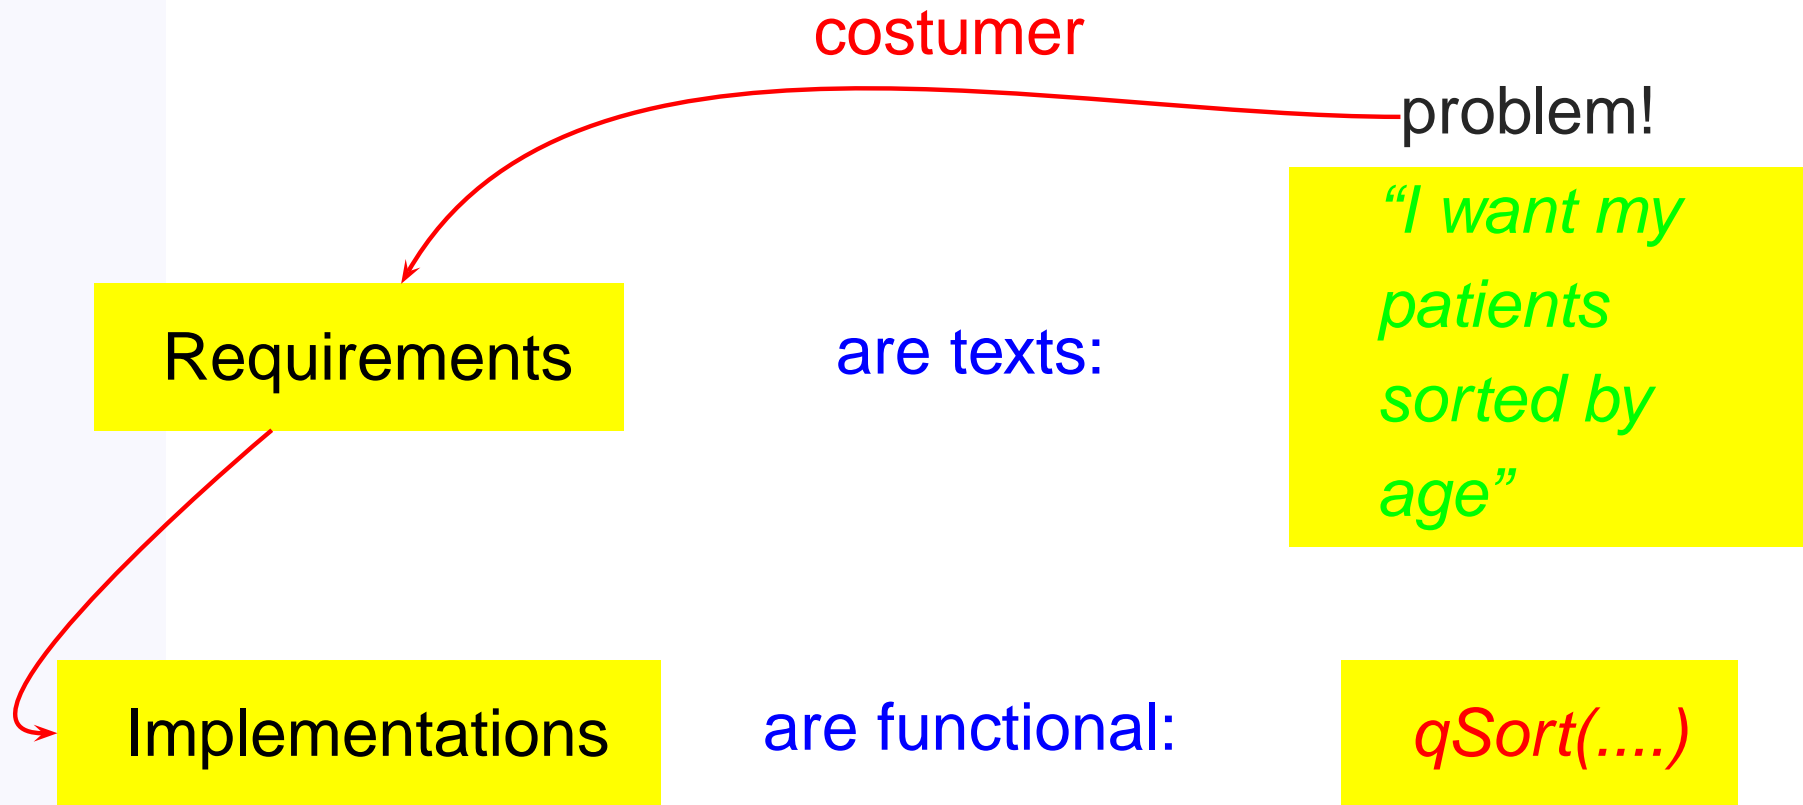 costumer
problem!
“I want my
patients
sorted by
age”
Requirements
are texts:
Implementations
are functional:
qSort(....)